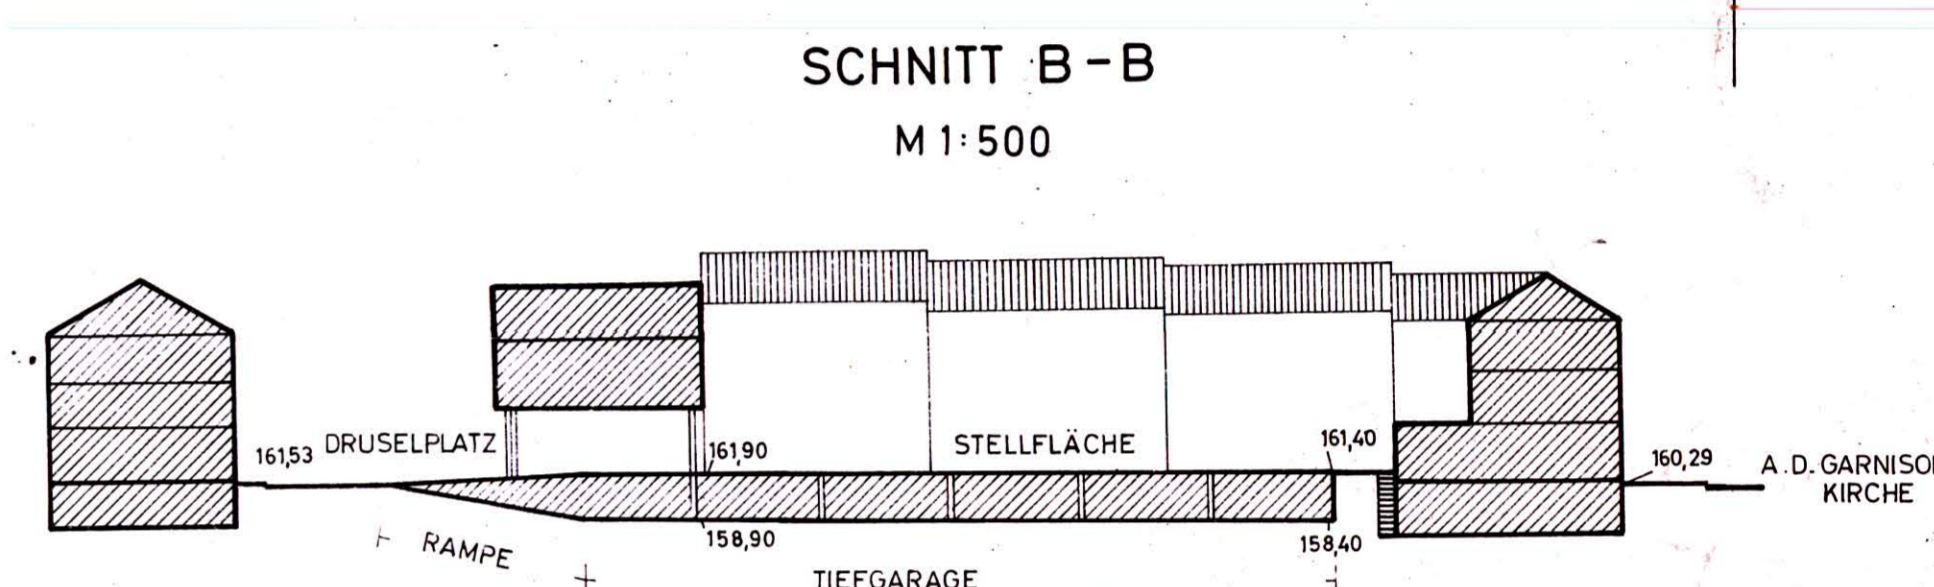 SCHNITT B-B
M 1:500
161,53 DRUSELPLATZ
161,90
STELLFLÄCHE
161,40
160,29
A.D. GARNISON
KIRCHE
RAMPE
158,90
158,40
TIEFGARAGE